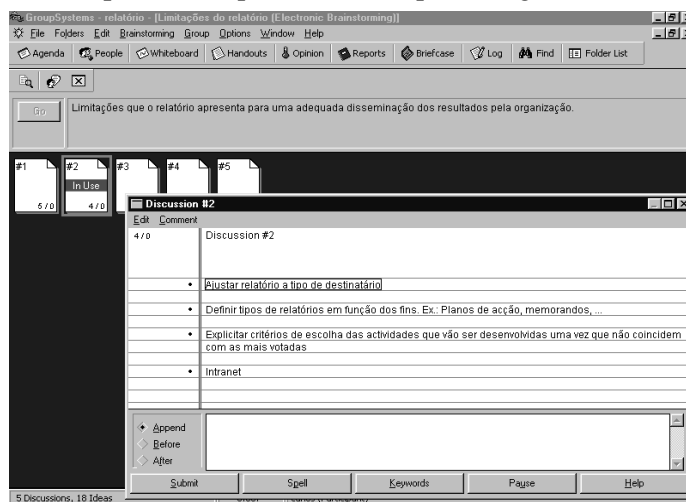 GroupSystems - relatório - [Limitações do relatório (Electronic Brainstorming)]
File Folders Edit Brainstorming Group Options Window Help
Agenda People Whiteboard Handouts Opinion Reports Briefcase Log Find Folder List
Go
Limitações que o relatório apresenta para uma adequada disseminação dos resultados pela organização.
#1 #2 #3 #4 #5
In Use
5 / 0 4 / 0
Discussion #2
Edit Comment
4 / 0 Discussion #2
Ajustar relatório a tipo de destinatário
Definir tipos de relatórios em função dos fins. Ex.: Planos de acção, memorandos, ...
Explicitar critérios de escolha das actividades que vão ser desenvolvidas uma vez que não coincidem
com as mais votadas
Intranet
Append
Before
After
Submit Spell Keywords Pause Help
5 Discussions, 18 Ideas